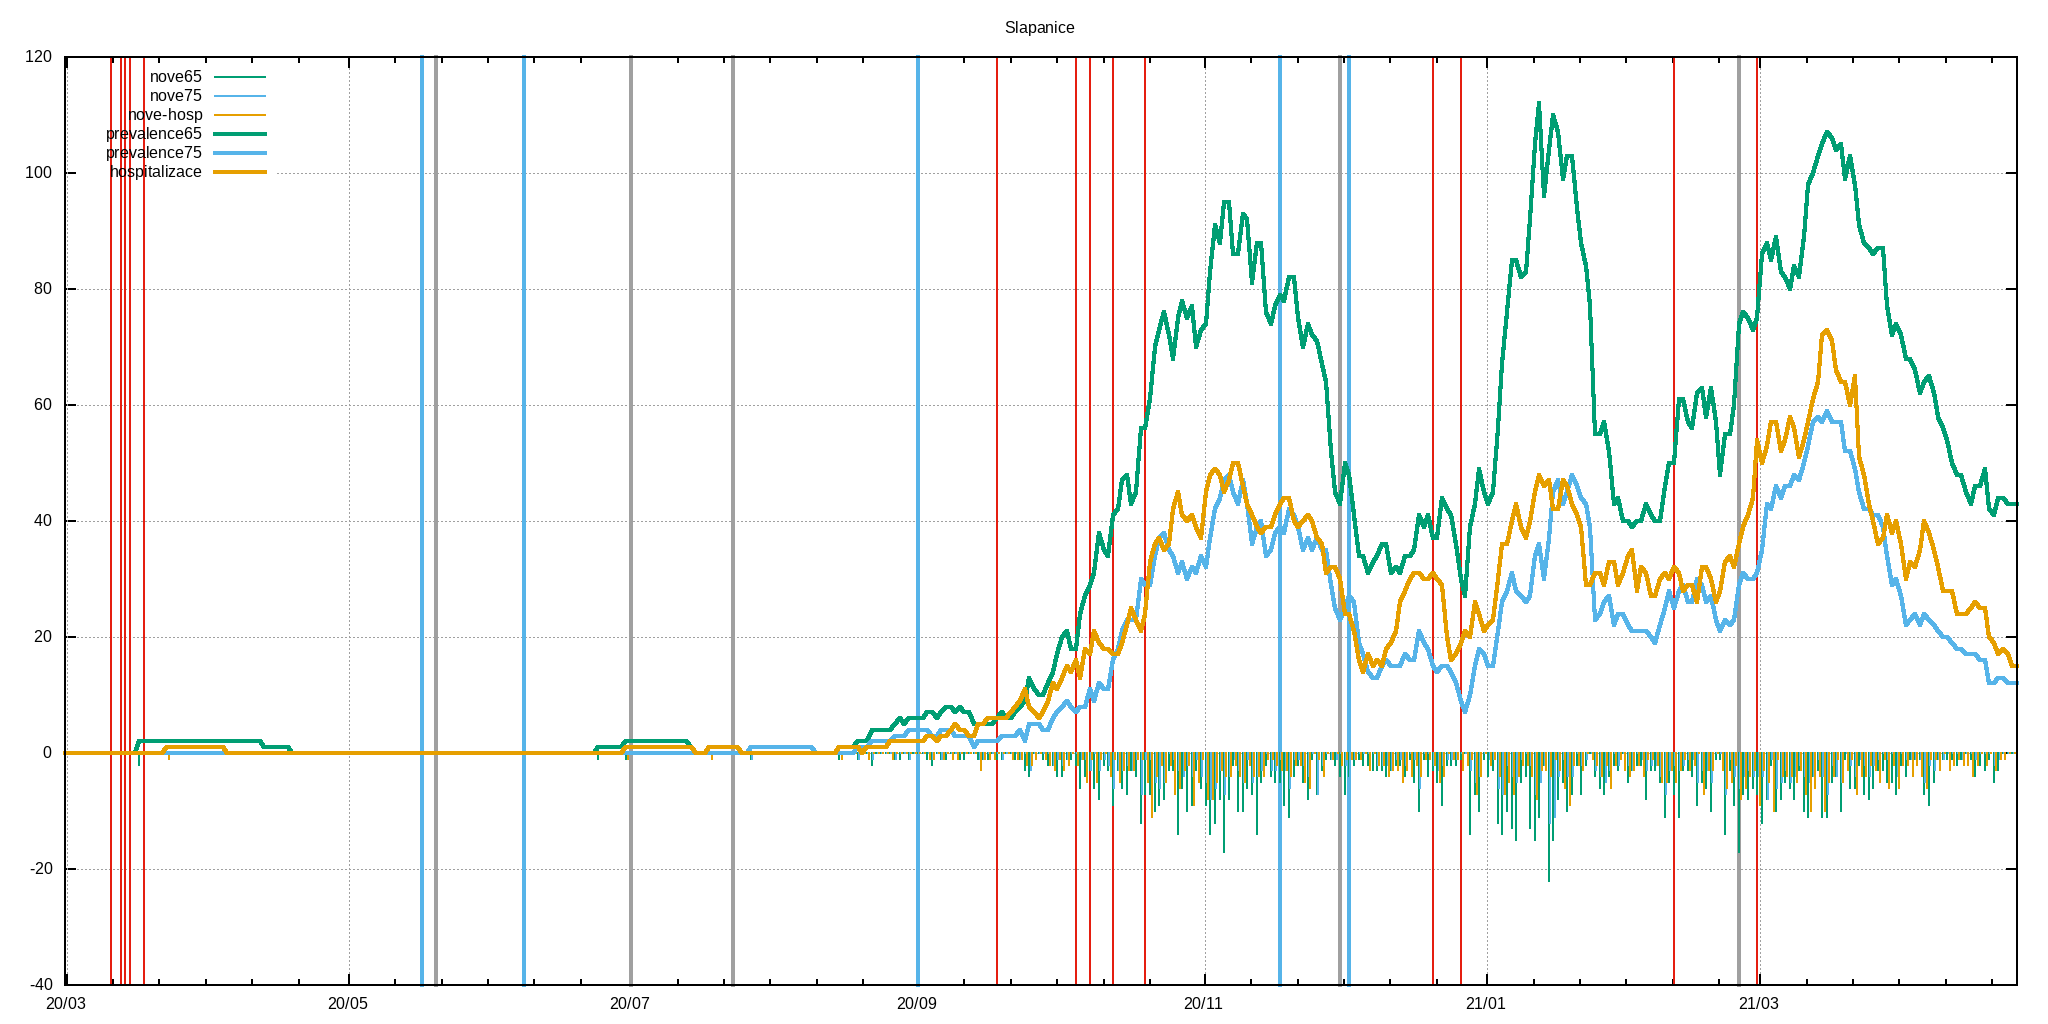 Slapanice
120
100
80
60
40
20
0
-20
-40
nove65
nove75
nove-hosp
prevalence65
prevalence75
hospitalizace
20/03 20/05 20/07 20/09 20/11 21/01 21/03